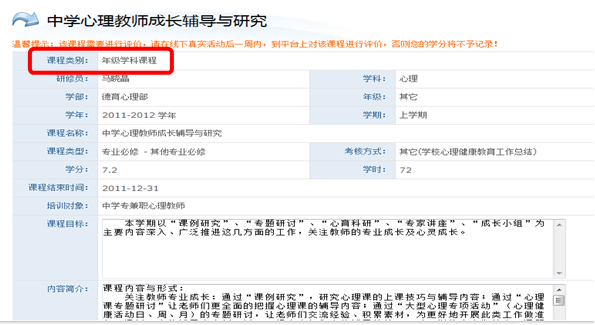 中学心理教师成长辅导与研究
温馨提示：该课程需要进行评价，请在线下真实活动后一周内，到平台上对该课程进行评价，否则您的学分将不予记录！
课程类别： 年级学科课程
研修员： 马晓晶 学科： 心理
学部： 德育心理部 年级： 其它
学年： 2011-2012 学年 学期： 上学期
课程名称： 中学心理教师成长辅导与研究
课程类型： 专业必修 - 其他专业必修 考核方式： 其它(学校心理健康教育工作总结)
学分： 7.2 学时： 72
课程结束时间： 2011-12-31
培训对象： 中学专兼职心理教师
课程目标： 本学期以“课例研究”、“专题研讨”、“心育科研”、“专家讲座”、“成长小组”为
主要内容深入、广泛推进这几方面的工作，关注教师的专业成长及心灵成长。
内容简介： 课程内容与形式：
关注教师专业成长：通过“课例研究”，研究心理课的上课技巧与辅导内容；通过“心理
课专题研讨”让老师们更全面的把握心理课的辅导内容；通过“大型心理专项活动”（心理健
康活动日、周、月）的专题研讨，让老师们交流经验、积累素材，为更好地开展此类工作做准